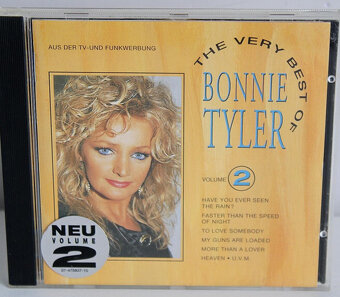 AUS DER TV-UND FUNKWERBUNG
THE VERY BEST OF
BONNIE
TYLER
VOLUME 2
HAVE YOU EVER SEEN
THE RAIN?
FASTER THAN THE SPEED
OF NIGHT
TO LOVE SOMEBODY
MY GUNS ARE LOADED
MORE THAN A LOVER
HEAVEN • U.V.M.
NEU
VOLUME
2